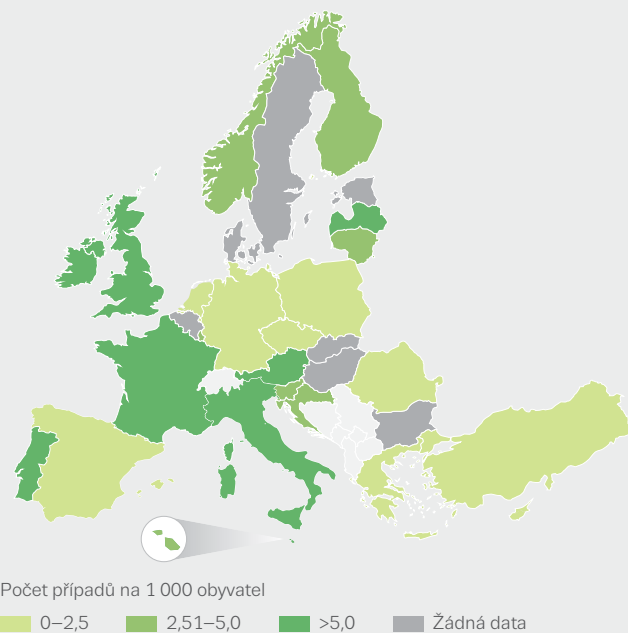 Počet případů na 1 000 obyvatel
0–2,5 2,51–5,0 >5,0 Žádná data